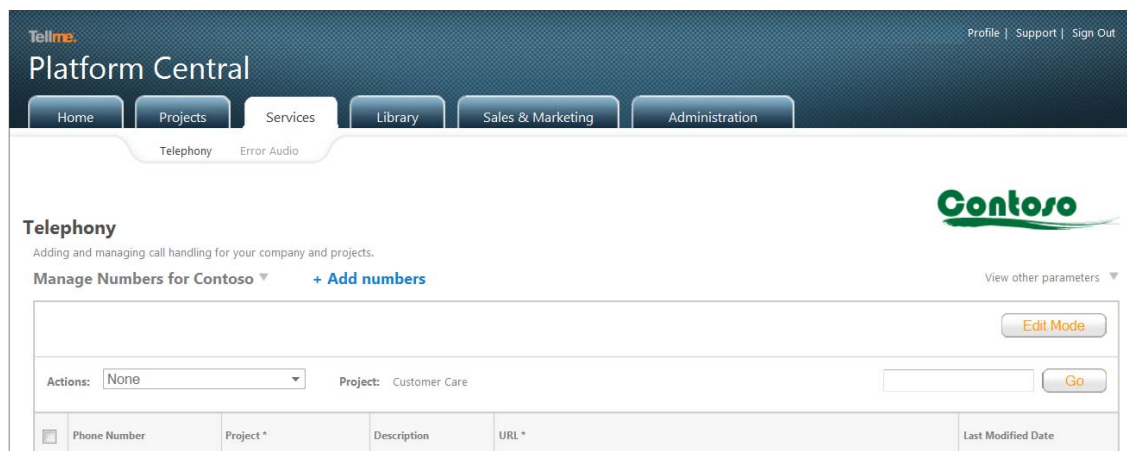 Tellme.
Profile | Support | Sign Out
Platform Central
Home Projects Services Library Sales & Marketing Administration
Telephony Error Audio
Contoso
Telephony
Adding and managing call handling for your company and projects.
Manage Numbers for Contoso + Add numbers View other parameters
Edit Mode
Actions: None Project: Customer Care Go
Phone Number Project * Description URL * Last Modified Date